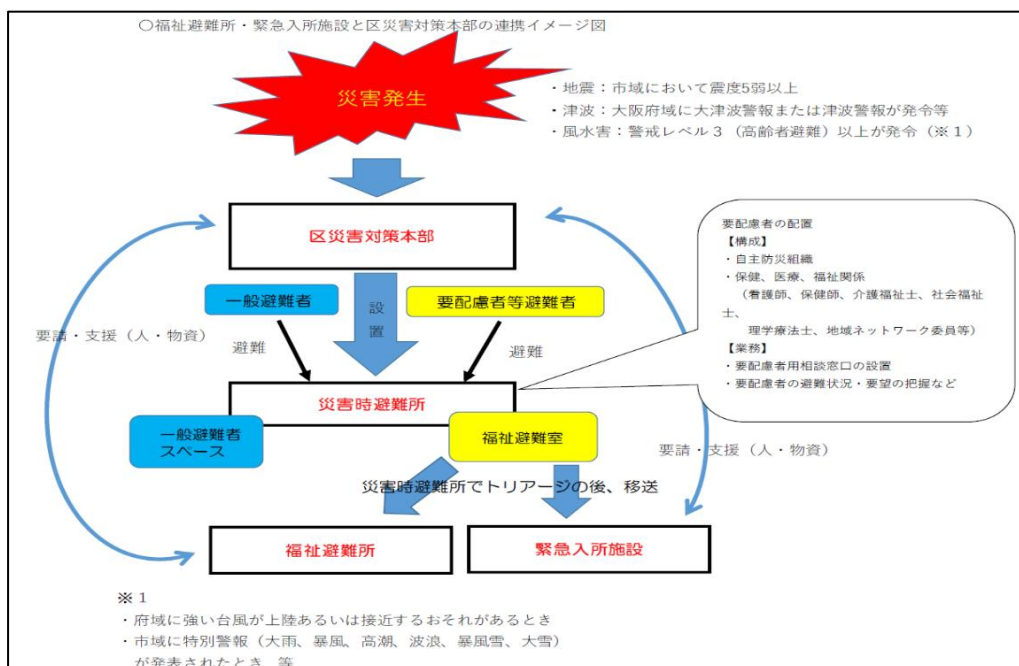 〇福祉避難所・緊急入所施設と区災害対策本部の連携イメージ図
災害発生
・地震：市域において震度5弱以上
・津波：大阪府域に大津波警報または津波警報が発令等
・風水害：警戒レベル３（高齢者避難）以上が発令（※１）
区災害対策本部
要配慮者の配置
【構成】
・自主防災組織
・保健、医療、福祉関係
（看護師、保健師、介護福祉士、社会福祉
士、
理学療法士、地域ネットワーク委員等）
【業務】
・要配慮者用相談窓口の設置
・要配慮者の避難状況・要望の把握など
一般避難者
設置
要配慮者等避難者
要請・支援（人・物資）
避難
避難
災害時避難所
一般避難者
スペース
福祉避難室
要請・支援（人・物資）
災害時避難所でトリアージの後、移送
福祉避難所
緊急入所施設
※１
・府域に強い台風が上陸あるいは接近するおそれがあるとき
・市域に特別警報（大雨、暴風、高潮、波浪、暴風雪、大雪）
が発表されたとき　等